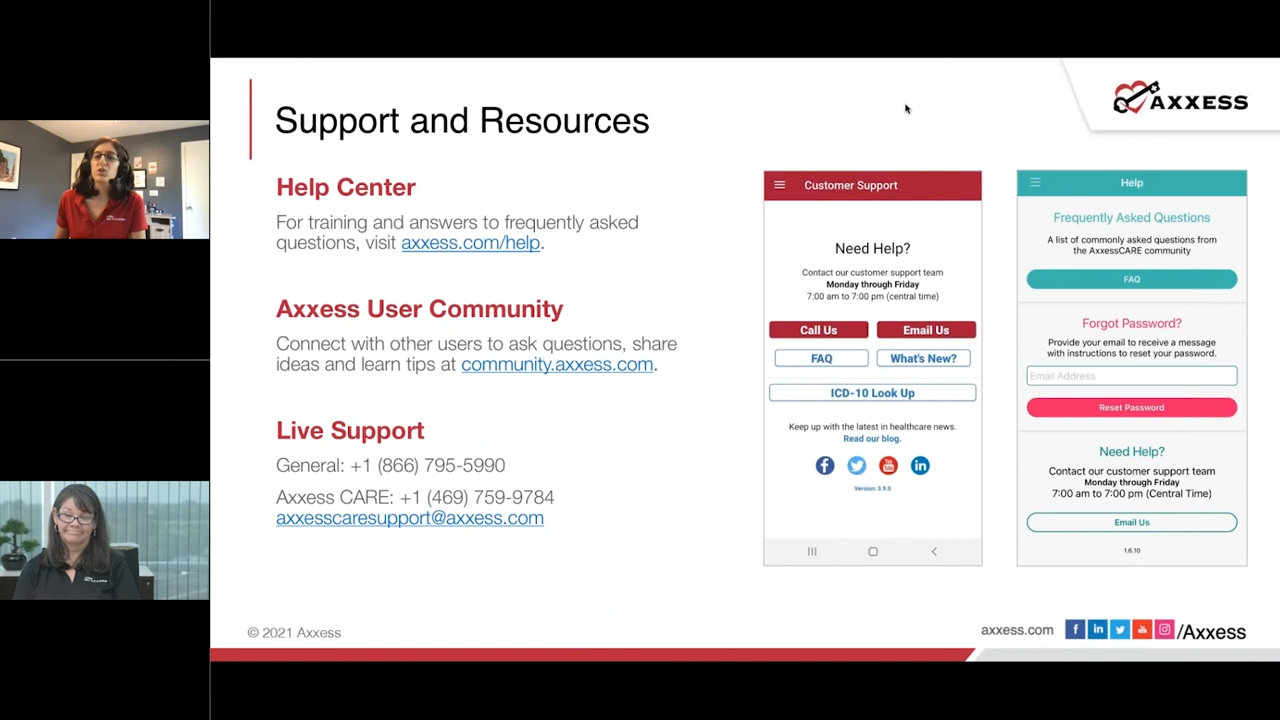 Support and Resources
AXXESS
Help Center
For training and answers to frequently asked
questions, visit axxess.com/help.
Axxess User Community
Connect with other users to ask questions, share
ideas and learn tips at community.axxess.com.
Live Support
General: +1 (866) 795-5990
Axxess CARE: +1 (469) 759-9784
axxesscaresupport@axxess.com
Customer Support
Need Help?
Contact our customer support team
Monday through Friday
7:00 am to 7:00 pm (central time)
Call Us
Email Us
FAQ
What's New?
ICD-10 Look Up
Keep up with the latest in healthcare news.
Read our blog.
Version: 3.9.0
Help
Frequently Asked Questions
A list of commonly asked questions from
the AxxessCARE community
FAQ
Forgot Password?
Provide your email to receive a message
with instructions to reset your password.
Email Address
Reset Password
Need Help?
Contact our customer support team
Monday through Friday
7:00 am to 7:00 pm (Central Time)
Email Us
1.6.10
© 2021 Axxess
axxess.com
/Axxess